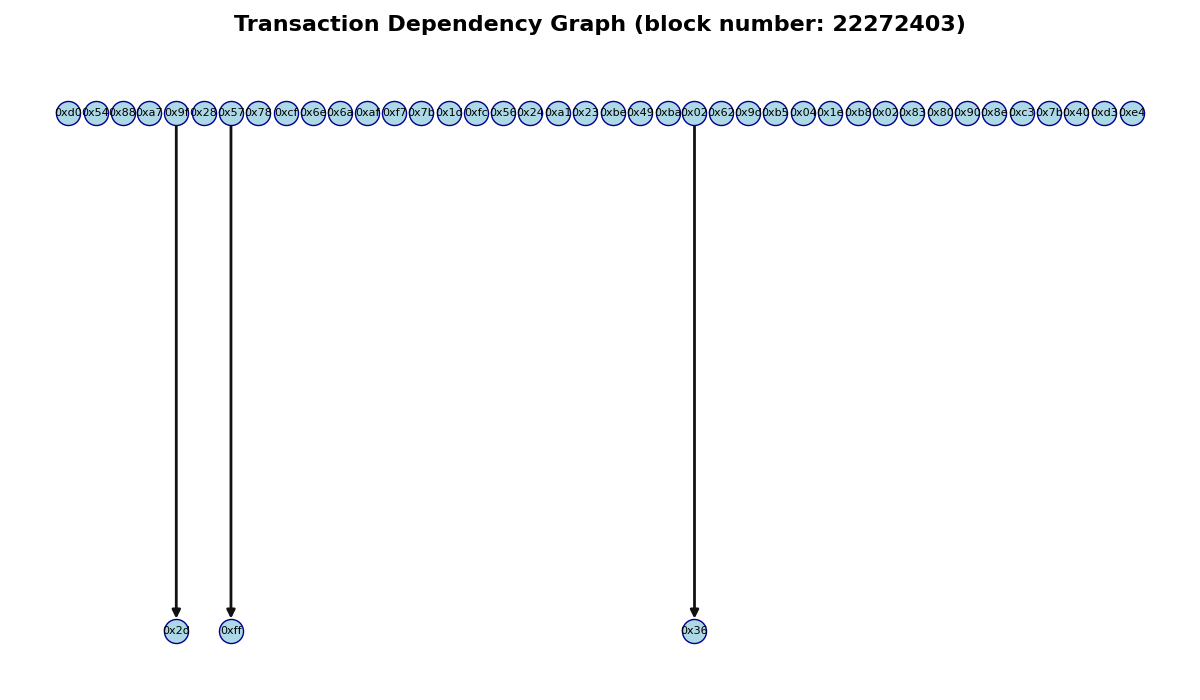 Transaction Dependency Graph (block number: 22272403)
0xd0 0x54 0x88 0xa7 0x9f 0x28 0x57 0x78 0xcf 0x6e 0x6a 0xaf 0xf7 0x7b 0x1d 0xfc 0x56 0x24 0xa1 0x23 0xbe 0x49 0xba 0x02 0x62 0x9d 0xb5 0x04 0x1e 0xb8 0x02 0x83 0x80 0x90 0x8e 0xc3 0x7b 0x40 0xd3 0xe4
0x2d 0xff 0x36